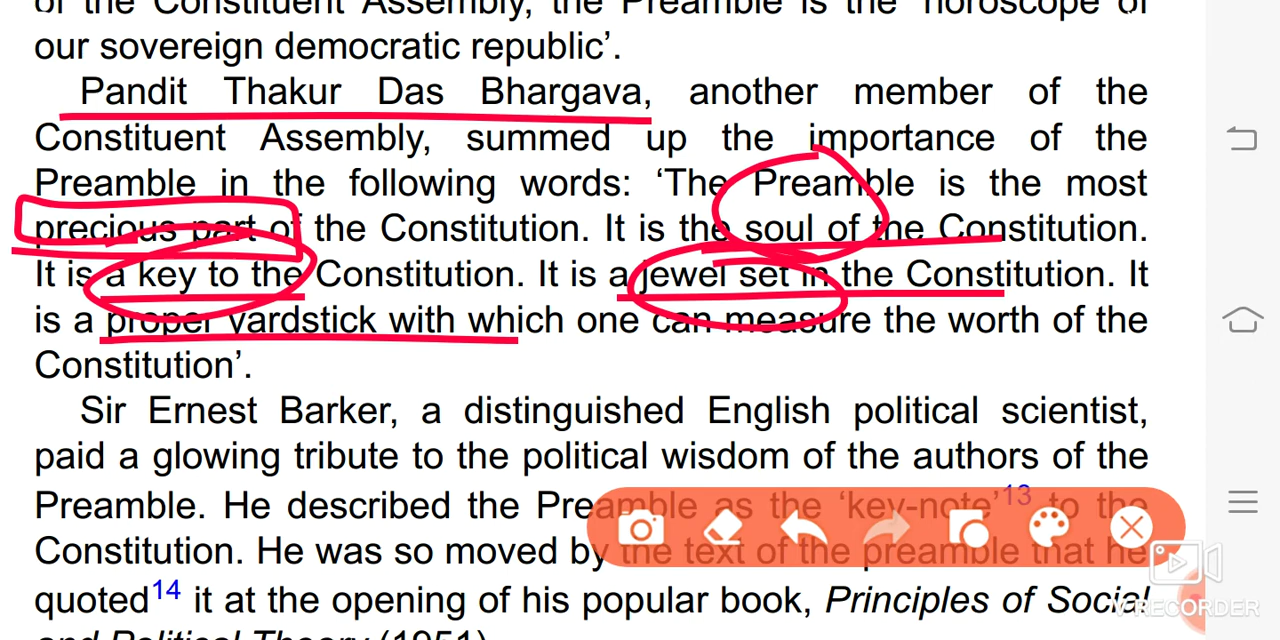 of the Constituent Assembly, the Preamble is the 'horoscope of
our sovereign democratic republic'.
Pandit Thakur Das Bhargava, another member of the
Constituent Assembly, summed up the importance of the
Preamble in the following words: 'The Preamble is the most
precious part of the Constitution. It is the soul of the Constitution.
It is a key to the Constitution. It is a jewel set in the Constitution. It
is a proper yardstick with which one can measure the worth of the
Constitution'.
Sir Ernest Barker, a distinguished English political scientist,
paid a glowing tribute to the political wisdom of the authors of the
Preamble. He described the Preamble as the 'key-note'13 to the
Constitution. He was so moved by the text of the preamble that he
quoted14 it at the opening of his popular book, Principles of Social
and Political Theory (1951)
V RECORDER